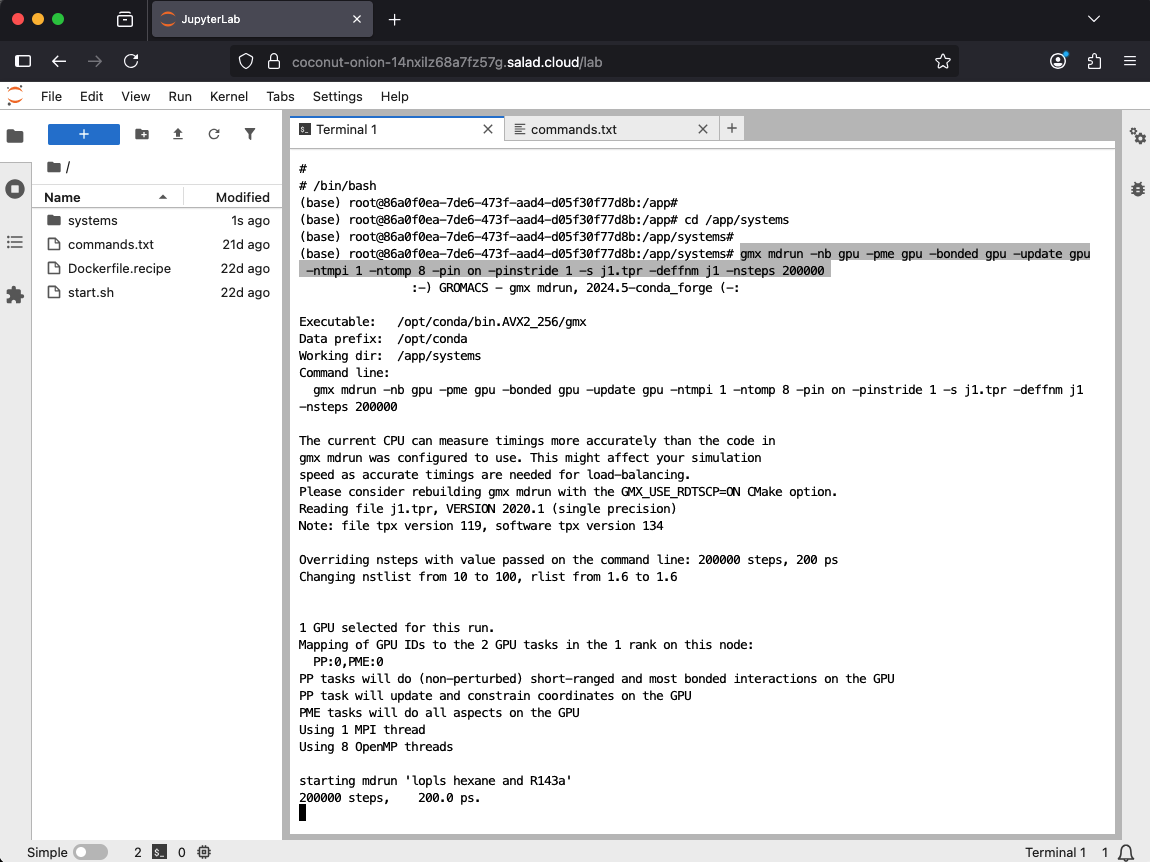 JupyterLab
coconut-onion-14nxilz68a7fz57g.salad.cloud/lab
File Edit View Run Kernel Tabs Settings Help
Terminal 1
commands.txt
/
Name Modified
systems 1s ago
commands.txt 21d ago
Dockerfile.recipe 22d ago
start.sh 22d ago
#
# /bin/bash
(base) root@86a0f0ea-7de6-473f-aad4-d05f30f77d8b:/app#
(base) root@86a0f0ea-7de6-473f-aad4-d05f30f77d8b:/app# cd /app/systems
(base) root@86a0f0ea-7de6-473f-aad4-d05f30f77d8b:/app/systems#
(base) root@86a0f0ea-7de6-473f-aad4-d05f30f77d8b:/app/systems# gmx mdrun -nb gpu -pme gpu -bonded gpu -update gpu
-ntmpi 1 -ntomp 8 -pin on -pinstride 1 -s j1.tpr -deffnm j1 -nsteps 200000
:-) GROMACS - gmx mdrun, 2024.5-conda_forge (-:
Executable: /opt/conda/bin.AVX2_256/gmx
Data prefix: /opt/conda
Working dir: /app/systems
Command line:
gmx mdrun -nb gpu -pme gpu -bonded gpu -update gpu -ntmpi 1 -ntomp 8 -pin on -pinstride 1 -s j1.tpr -deffnm j1
-nsteps 200000
The current CPU can measure timings more accurately than the code in
gmx mdrun was configured to use. This might affect your simulation
speed as accurate timings are needed for load-balancing.
Please consider rebuilding gmx mdrun with the GMX_USE_RDTSCP=ON CMake option.
Reading file j1.tpr, VERSION 2020.1 (single precision)
Note: file tpx version 119, software tpx version 134
Overriding nsteps with value passed on the command line: 200000 steps, 200 ps
Changing nstlist from 10 to 100, rlist from 1.6 to 1.6
1 GPU selected for this run.
Mapping of GPU IDs to the 2 GPU tasks in the 1 rank on this node:
PP:0,PME:0
PP tasks will do (non-perturbed) short-ranged and most bonded interactions on the GPU
PP task will update and constrain coordinates on the GPU
PME tasks will do all aspects on the GPU
Using 1 MPI thread
Using 8 OpenMP threads
starting mdrun 'lopls hexane and R143a'
200000 steps, 200.0 ps.
Simple 2 0 Terminal 1 1